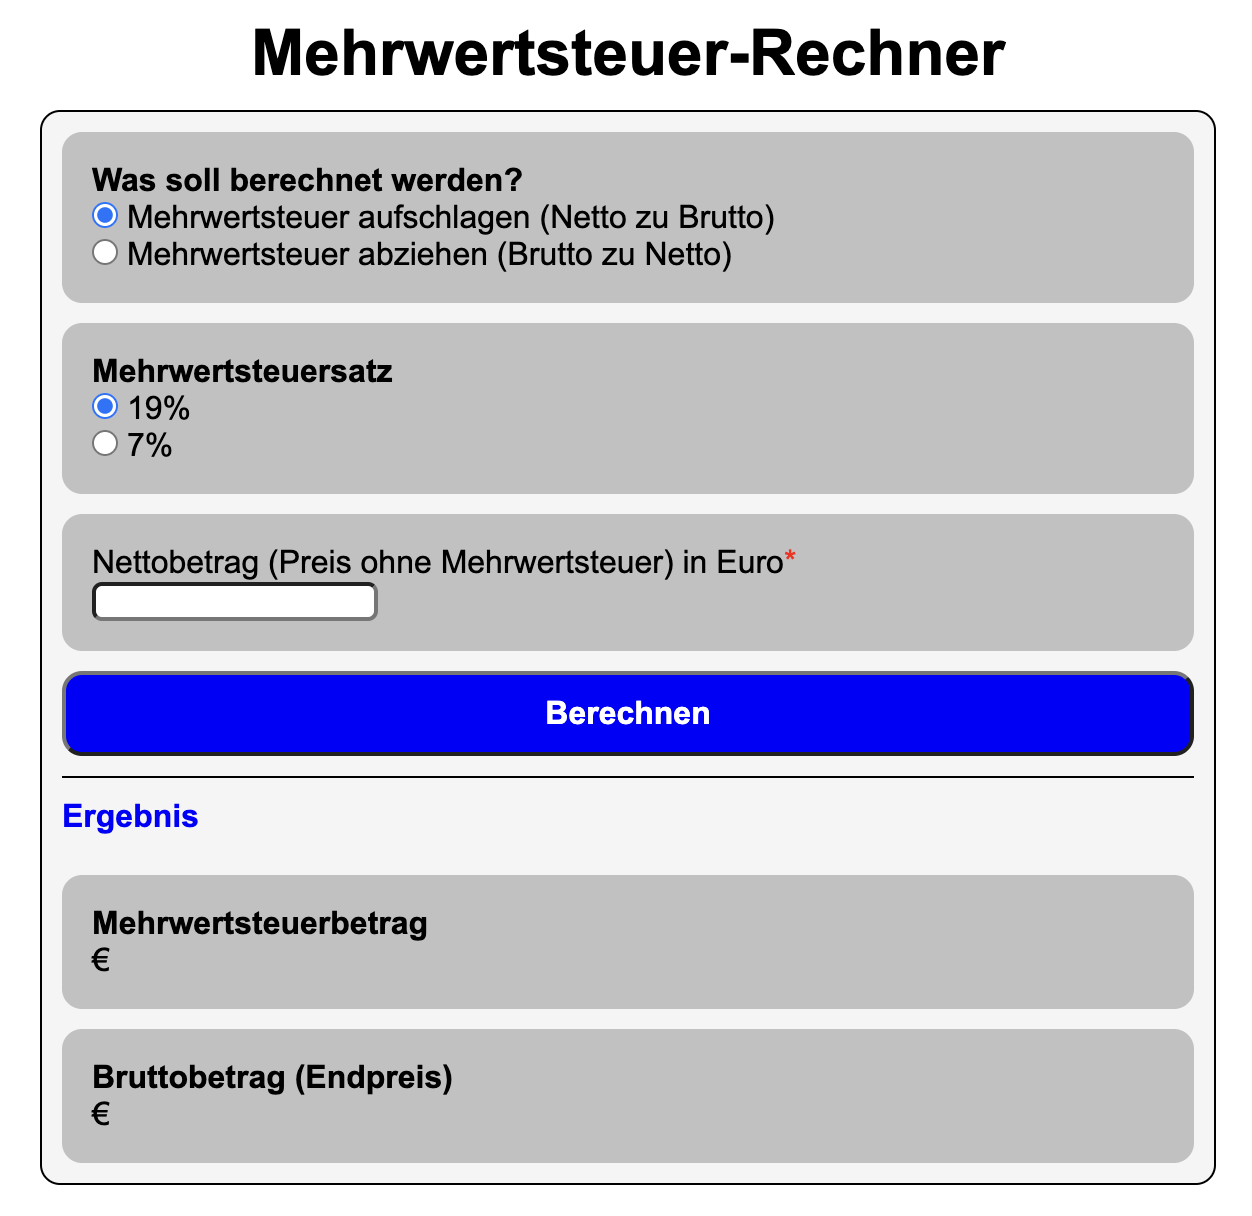 Mehrwertsteuer-Rechner
Was soll berechnet werden?
Mehrwertsteuer aufschlagen (Netto zu Brutto)
Mehrwertsteuer abziehen (Brutto zu Netto)
Mehrwertsteuersatz
19%
7%
Nettobetrag (Preis ohne Mehrwertsteuer) in Euro*
Berechnen
Ergebnis
Mehrwertsteuerbetrag
€
Bruttobetrag (Endpreis)
€